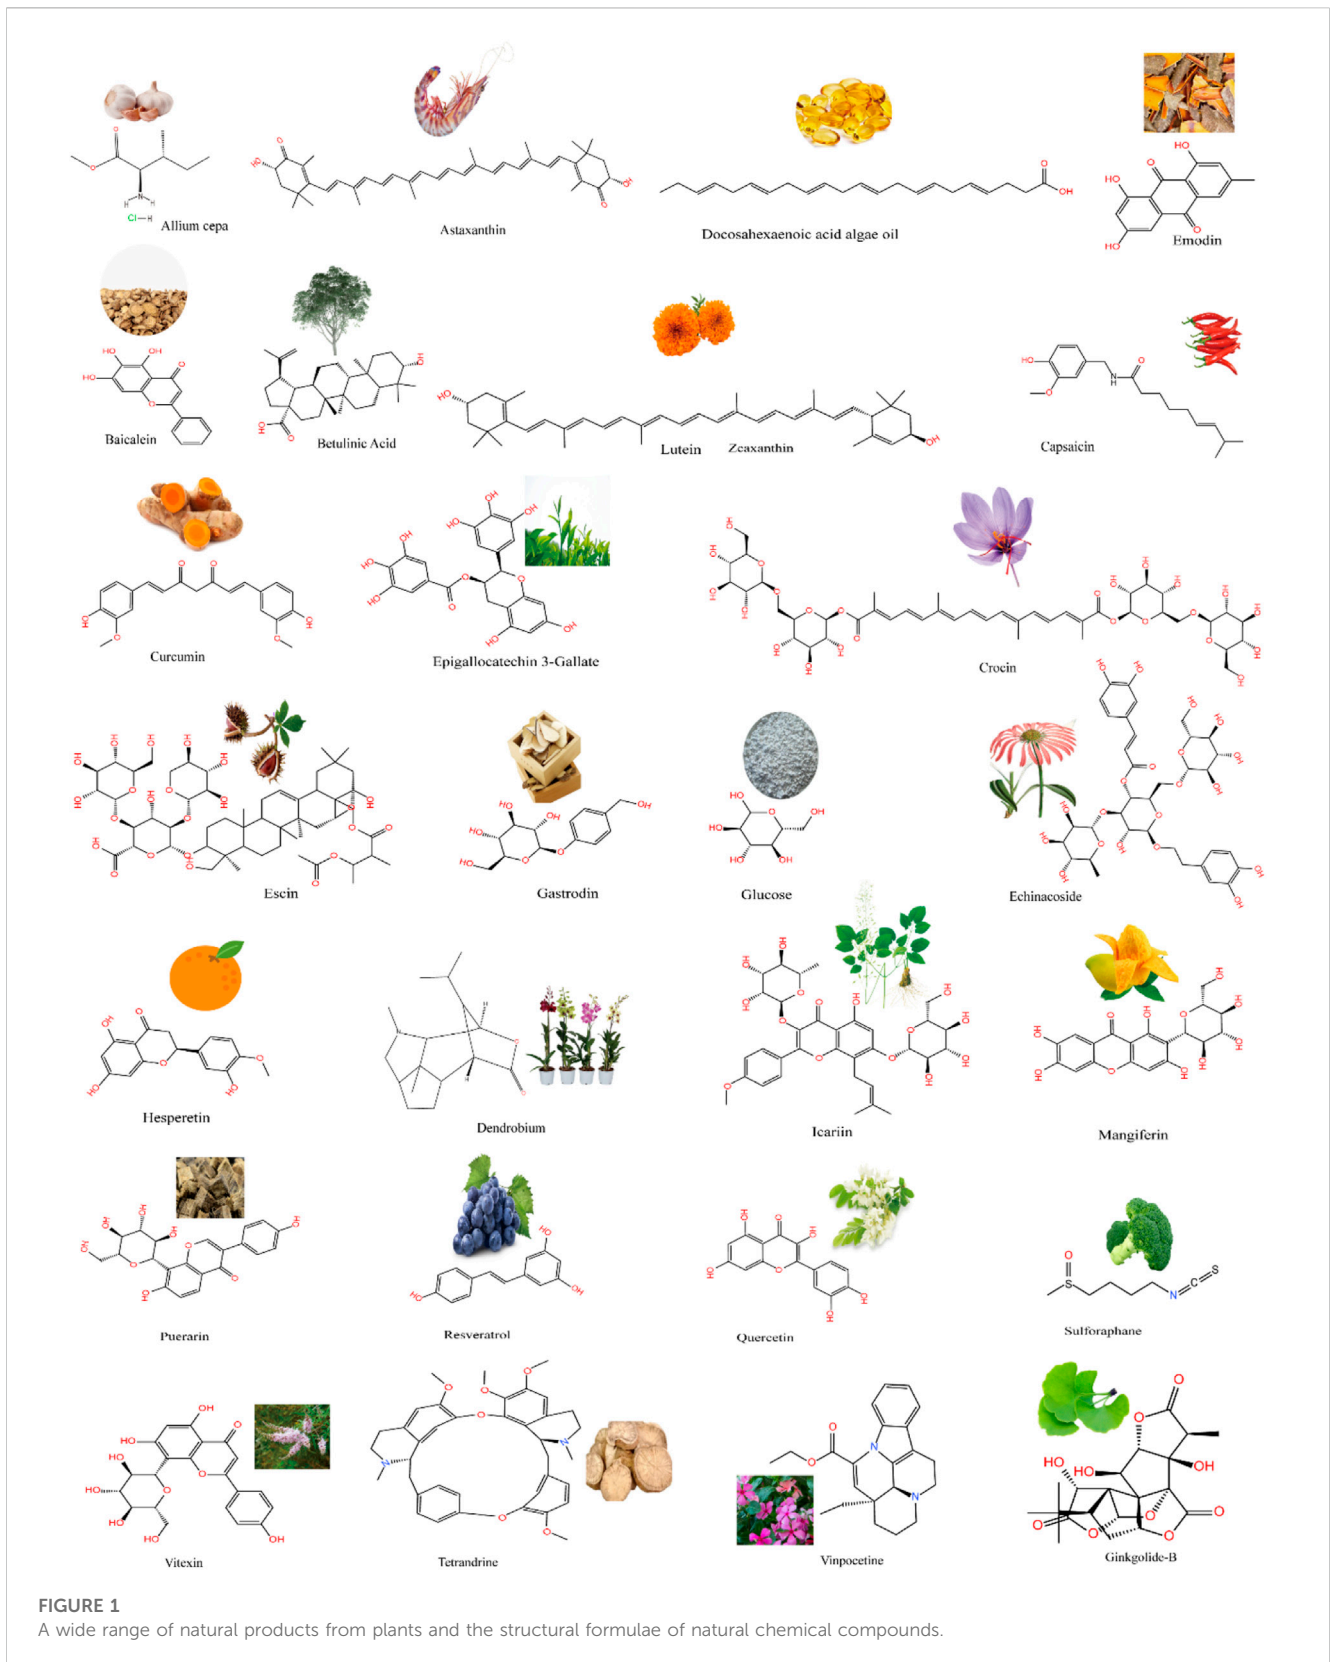 Allium cepa
Astaxanthin
Docosahexaenoic acid algae oil
Emodin
Baicalein
Betulinic Acid
Lutein Zeaxanthin
Capsaicin
Curcumin
Epigallocatechin 3-Gallate
Crocin
Escin
Gastrodin
Glucose
Echinacoside
Hesperetin
Dendrobium
Icariin
Mangiferin
Puerarin
Resveratrol
Quercetin
Sulforaphane
Vitexin
Tetrandrine
Vinpocetine
Ginkgolide-B
FIGURE 1
A wide range of natural products from plants and the structural formulae of natural chemical compounds.